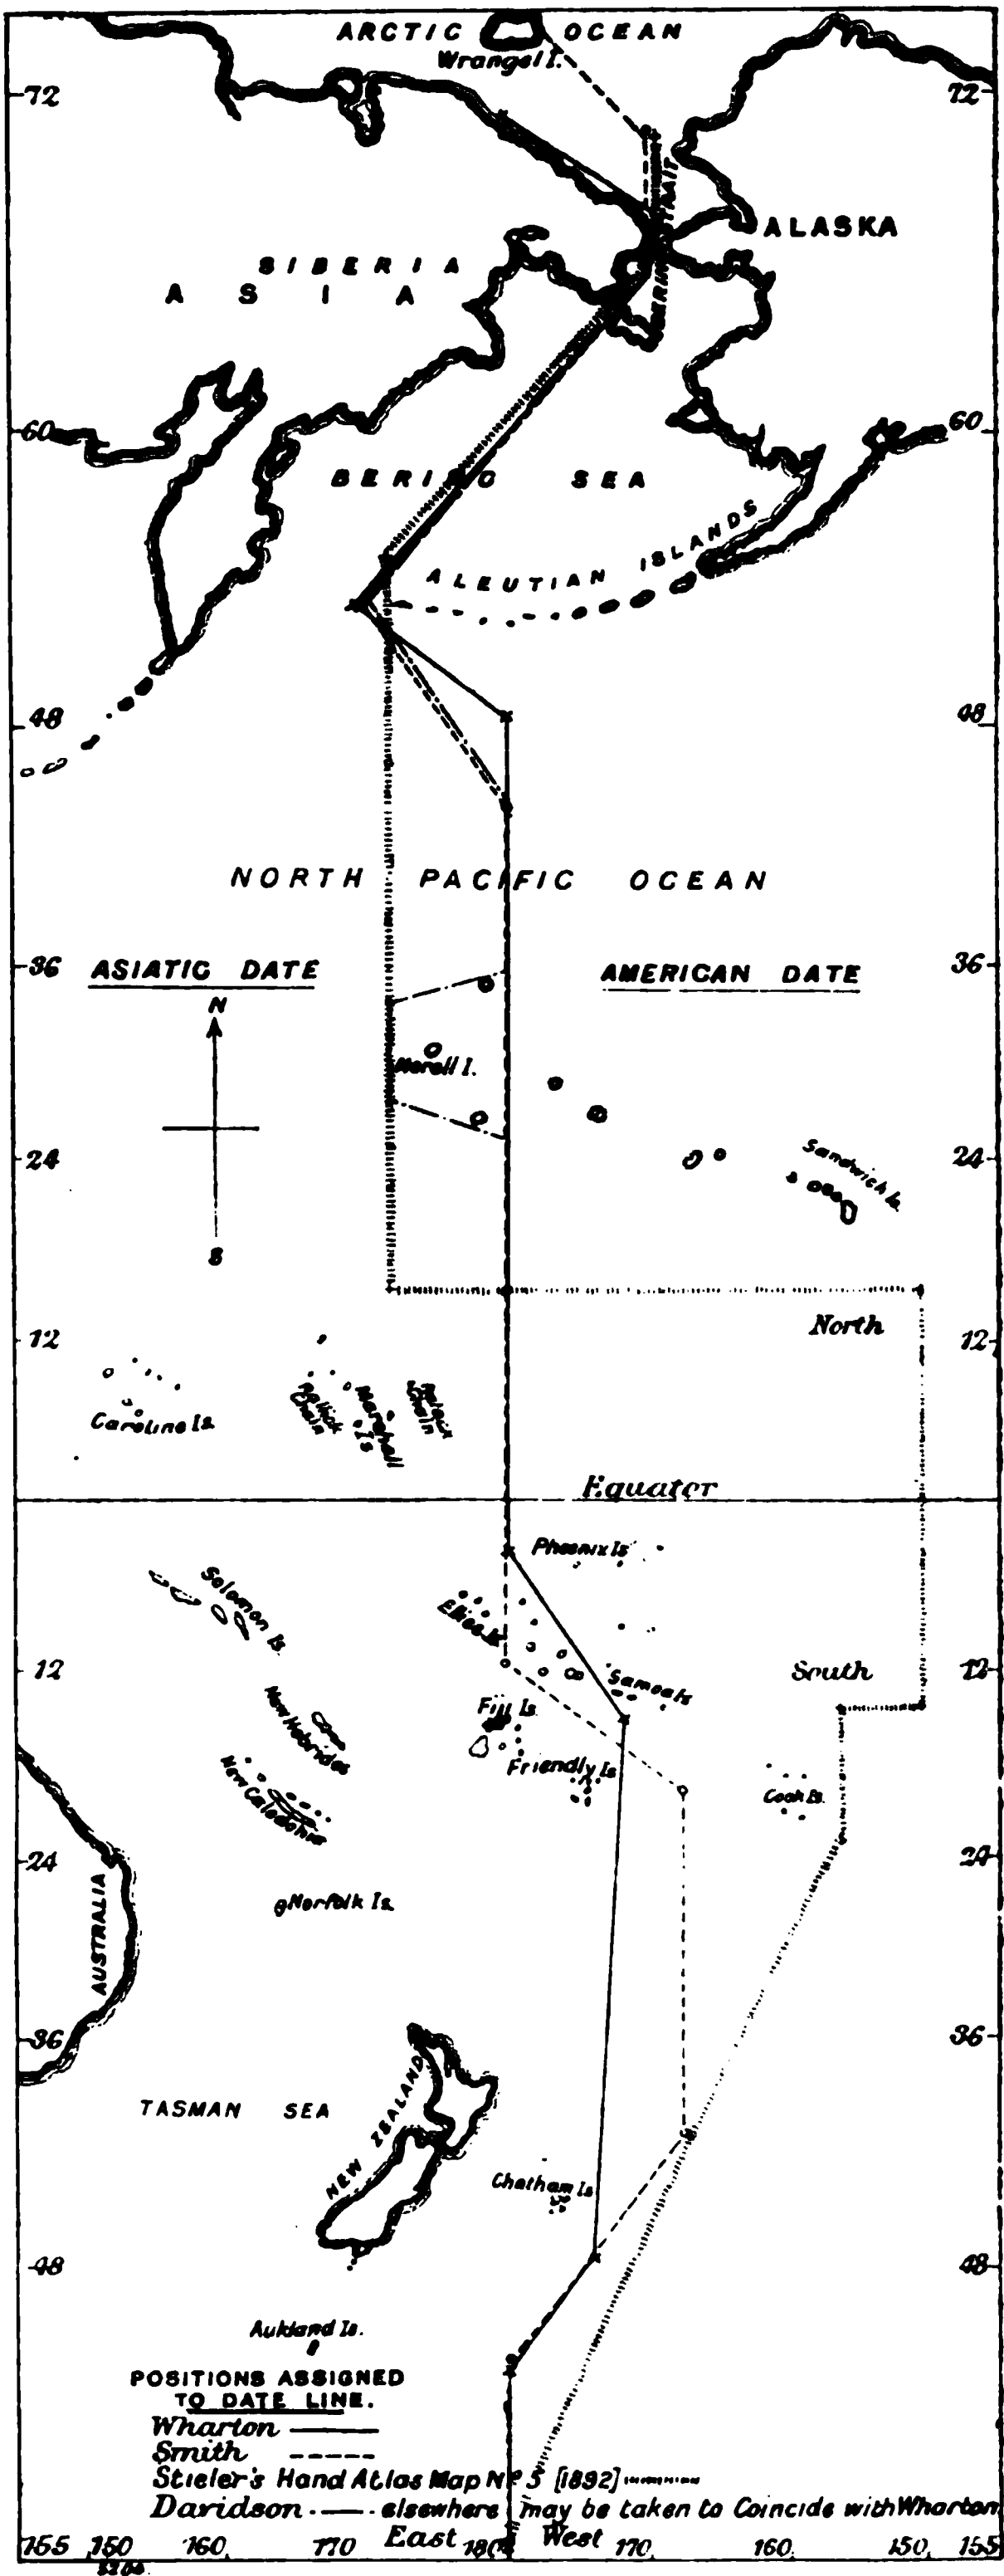 ARCTIC OCEAN
Wrangel I.
72 72
BERING STRAIT
ALASKA
SIBERIA
ASIA
60 60
BERING SEA
ALEUTIAN ISLANDS
48 48
NORTH PACIFIC OCEAN
36 36
ASIATIC DATE AMERICAN DATE
N
Morell I.
24 24
Sandwich Is.
S
North
12 12
Caroline Is.
Rallick Chain
Marshall Is
Ratack Chain
Equator
Phoenix Is
Solomon Is.
Ellice Is.
12 South 12
Samoa Is
New Hebrides
Fiji Is.
Friendly Is
New Caledonia
Cook Is.
24 24
AUSTRALIA
Norfolk Is.
36 36
TASMAN SEA
NEW ZEALAND
Chatham Is
48 48
Aukland Is.
POSITIONS ASSIGNED
TO DATE LINE.
Wharton
Smith
Stieler's Hand Atlas Map No 5 [1892]
Davidson elsewhere may be taken to Coincide with Wharton
155 150 160 170 East 180 West 170 160 150 155